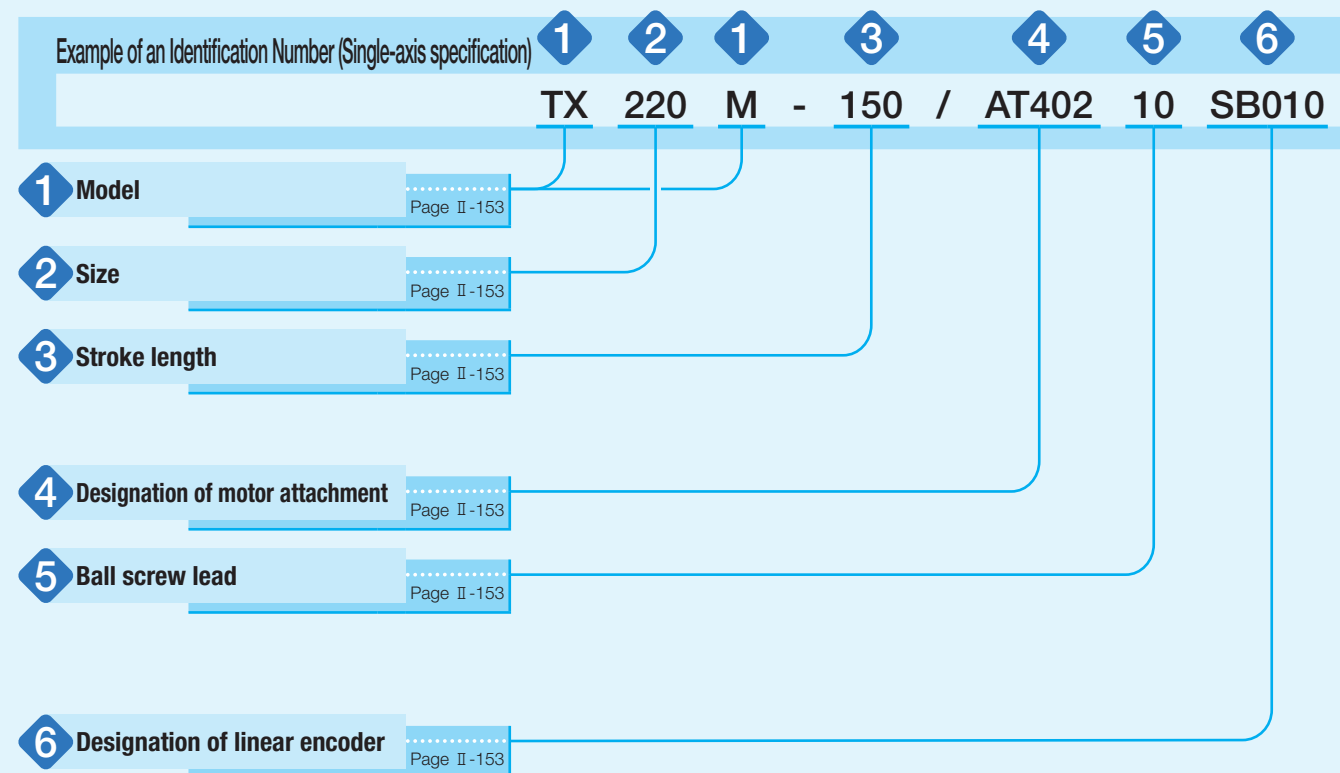 Example of an Identification Number (Single-axis specification) 1 2 1 3 4 5 6
TX 220 M - 150 / AT402 10 SB010
1 Model
Page Ⅱ-153
2 Size
Page Ⅱ-153
3 Stroke length
Page Ⅱ-153
4 Designation of motor attachment
Page Ⅱ-153
5 Ball screw lead
Page Ⅱ-153
6 Designation of linear encoder
Page Ⅱ-153